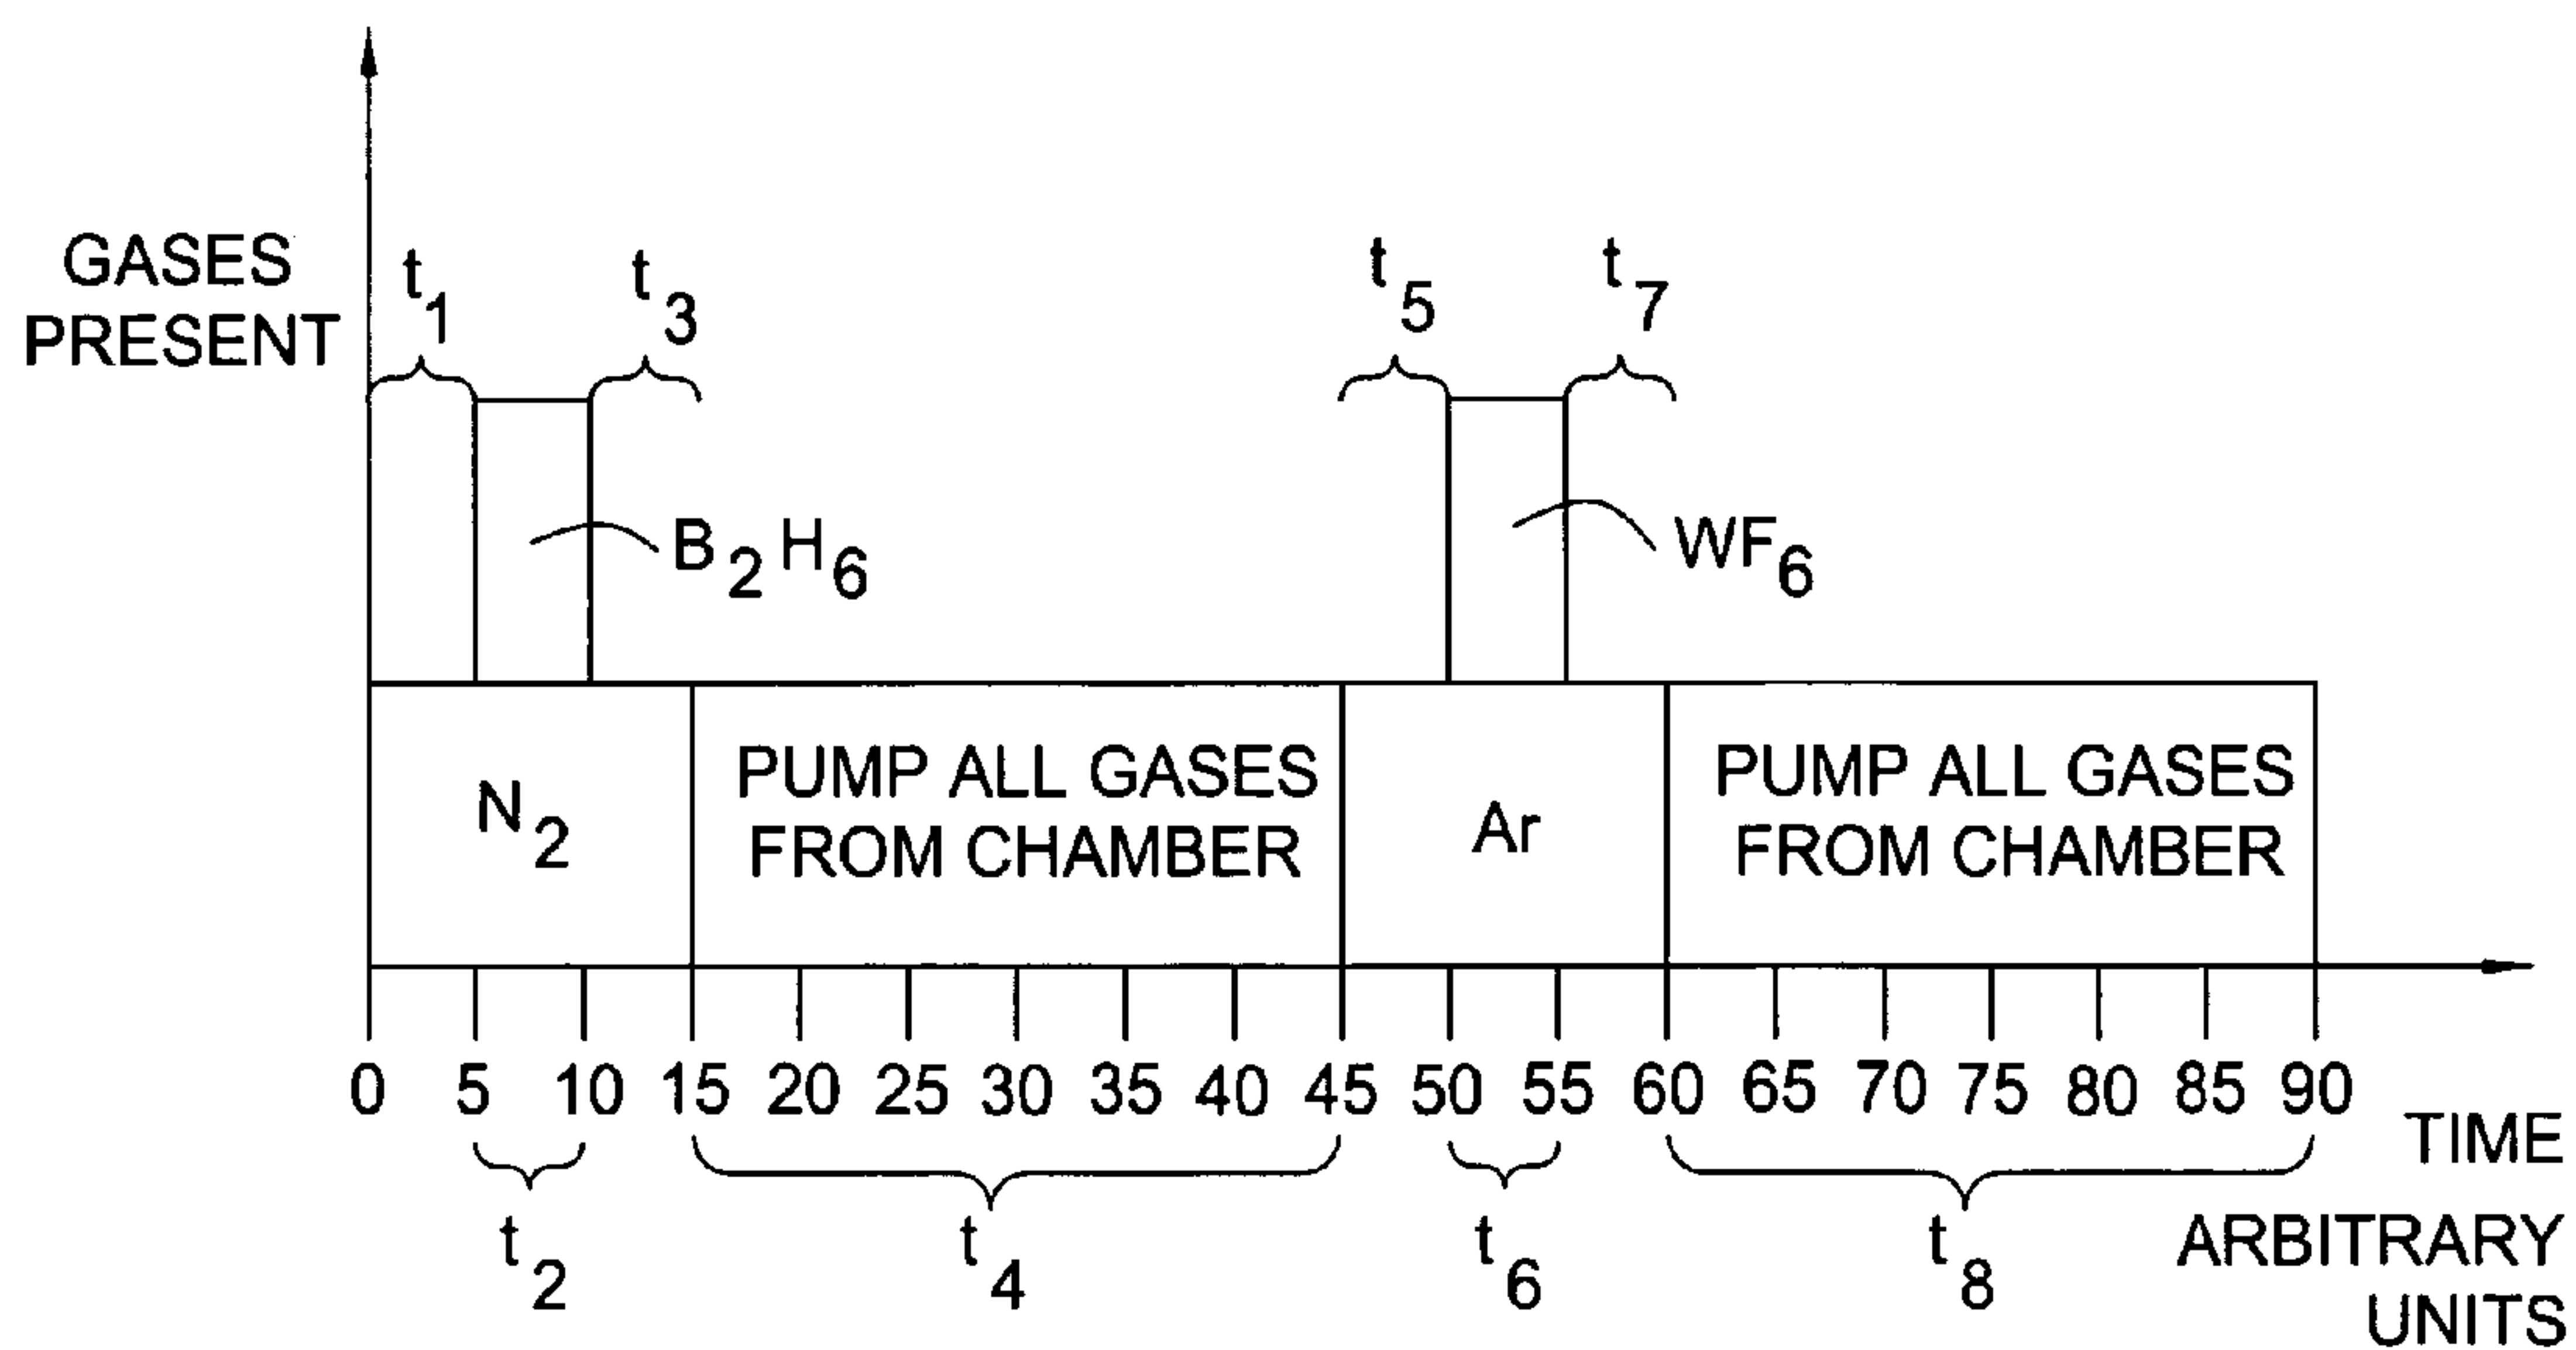 GASES
PRESENT
t1 t3 t5 t7
B2H6 WF6
N2
PUMP ALL GASES
FROM CHAMBER
Ar
PUMP ALL GASES
FROM CHAMBER
0 5 10 15 20 25 30 35 40 45 50 55 60 65 70 75 80 85 90
TIME
t2 t4 t6 t8
ARBITRARY
UNITS